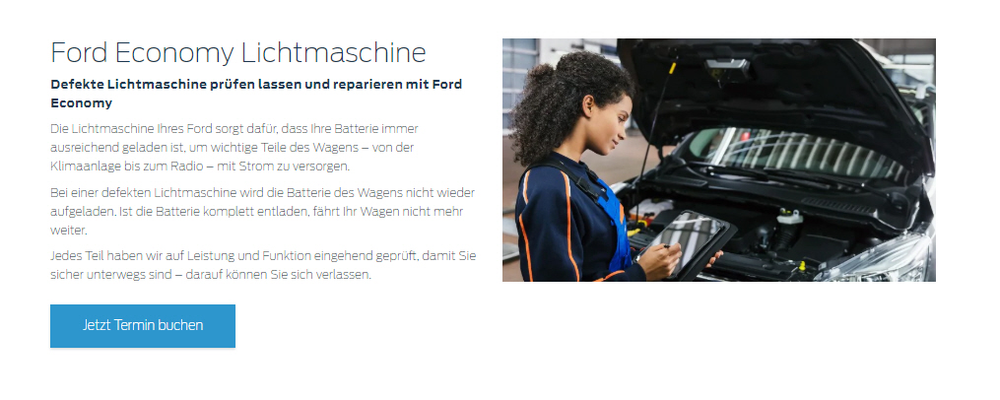 Ford Economy Lichtmaschine
Defekte Lichtmaschine prüfen lassen und reparieren mit Ford
Economy
Die Lichtmaschine Ihres Ford sorgt dafür, dass Ihre Batterie immer
ausreichend geladen ist, um wichtige Teile des Wagens – von der
Klimaanlage bis zum Radio – mit Strom zu versorgen.
Bei einer defekten Lichtmaschine wird die Batterie des Wagens nicht wieder
aufgeladen. Ist die Batterie komplett entladen, fährt Ihr Wagen nicht mehr
weiter.
Jedes Teil haben wir auf Leistung und Funktion eingehend geprüft, damit Sie
sicher unterwegs sind – darauf können Sie sich verlassen.
Jetzt Termin buchen